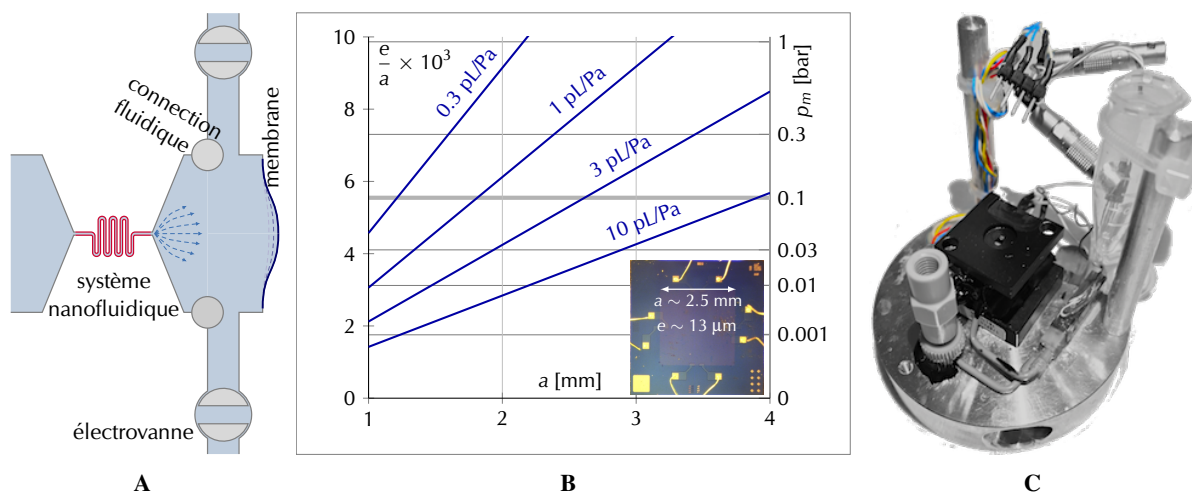 connection
fluidique
membrane
système
nanofluidique
électrovanne
A
10
8
6
4
2
0
e/a × 10³
0.3 pL/Pa
1 pL/Pa
3 pL/Pa
10 pL/Pa
1
0.3
0.1
0.03
0.01
0.001
0
pₘ [bar]
a ∼ 2.5 mm
e ∼ 13 µm
a [mm]
1
2
3
4
B
C